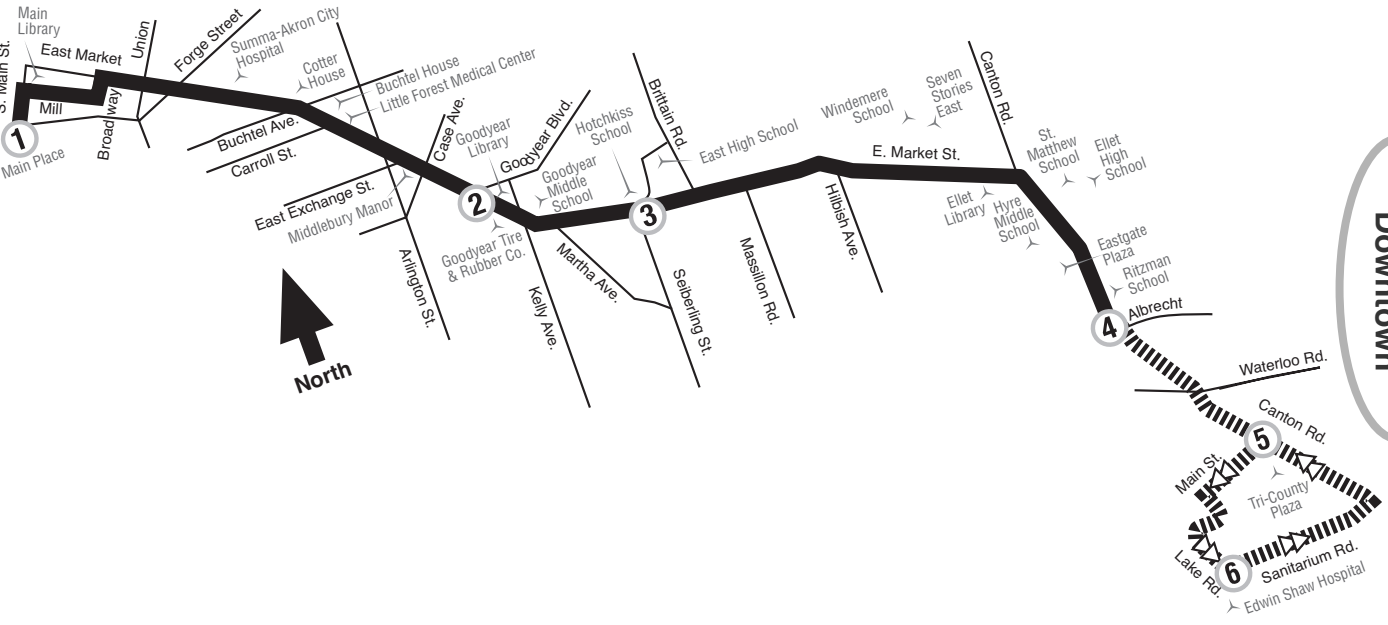 Main
Library
S. Main St.
East Market
Mill
1
Main Place
Broadway
Union
Forge Street
Summa-Akron City
Hospital
Cotter
House
Buchtel House
Little Forest Medical Center
Buchtel Ave.
Carroll St.
East Exchange St.
Middlebury Manor
Case Ave.
Goodyear
Library
Goodyear Blvd.
2
Goodyear Tire
& Rubber Co.
Arlington St.
Goodyear
Middle
School
Hotchkiss
School
Kelly Ave.
Martha Ave.
3
Brittain Rd.
East High School
Seiberling St.
Massillon Rd.
Windemere
School
Seven
Stories
East
Hilbish Ave.
E. Market St.
Canton Rd.
St.
Matthew
School
Ellet
High
School
Ellet
Library
Hyre
Middle
School
Eastgate
Plaza
Ritzman
School
4
Albrecht
Waterloo Rd.
Canton Rd.
5
Main St.
Tri-County
Plaza
Lake Rd.
6
Sanitarium Rd.
Edwin Shaw Hospital
North
Downtown